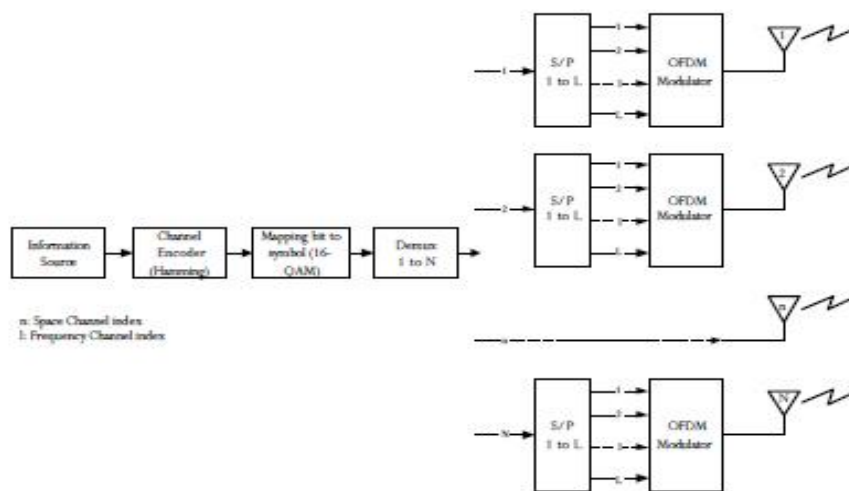 Information
Source
Channel
Encoder
(Hamming)
Mapping bit to
symbol (16-
QAM)
Demux
1 to N
n: Space Channel index
l: Frequency Channel index
1
S/P
1 to L
1
2
l
L
OFDM
Modulator
1
2
S/P
1 to L
1
2
l
L
OFDM
Modulator
2
n
n
N
S/P
1 to L
1
2
l
L
OFDM
Modulator
N